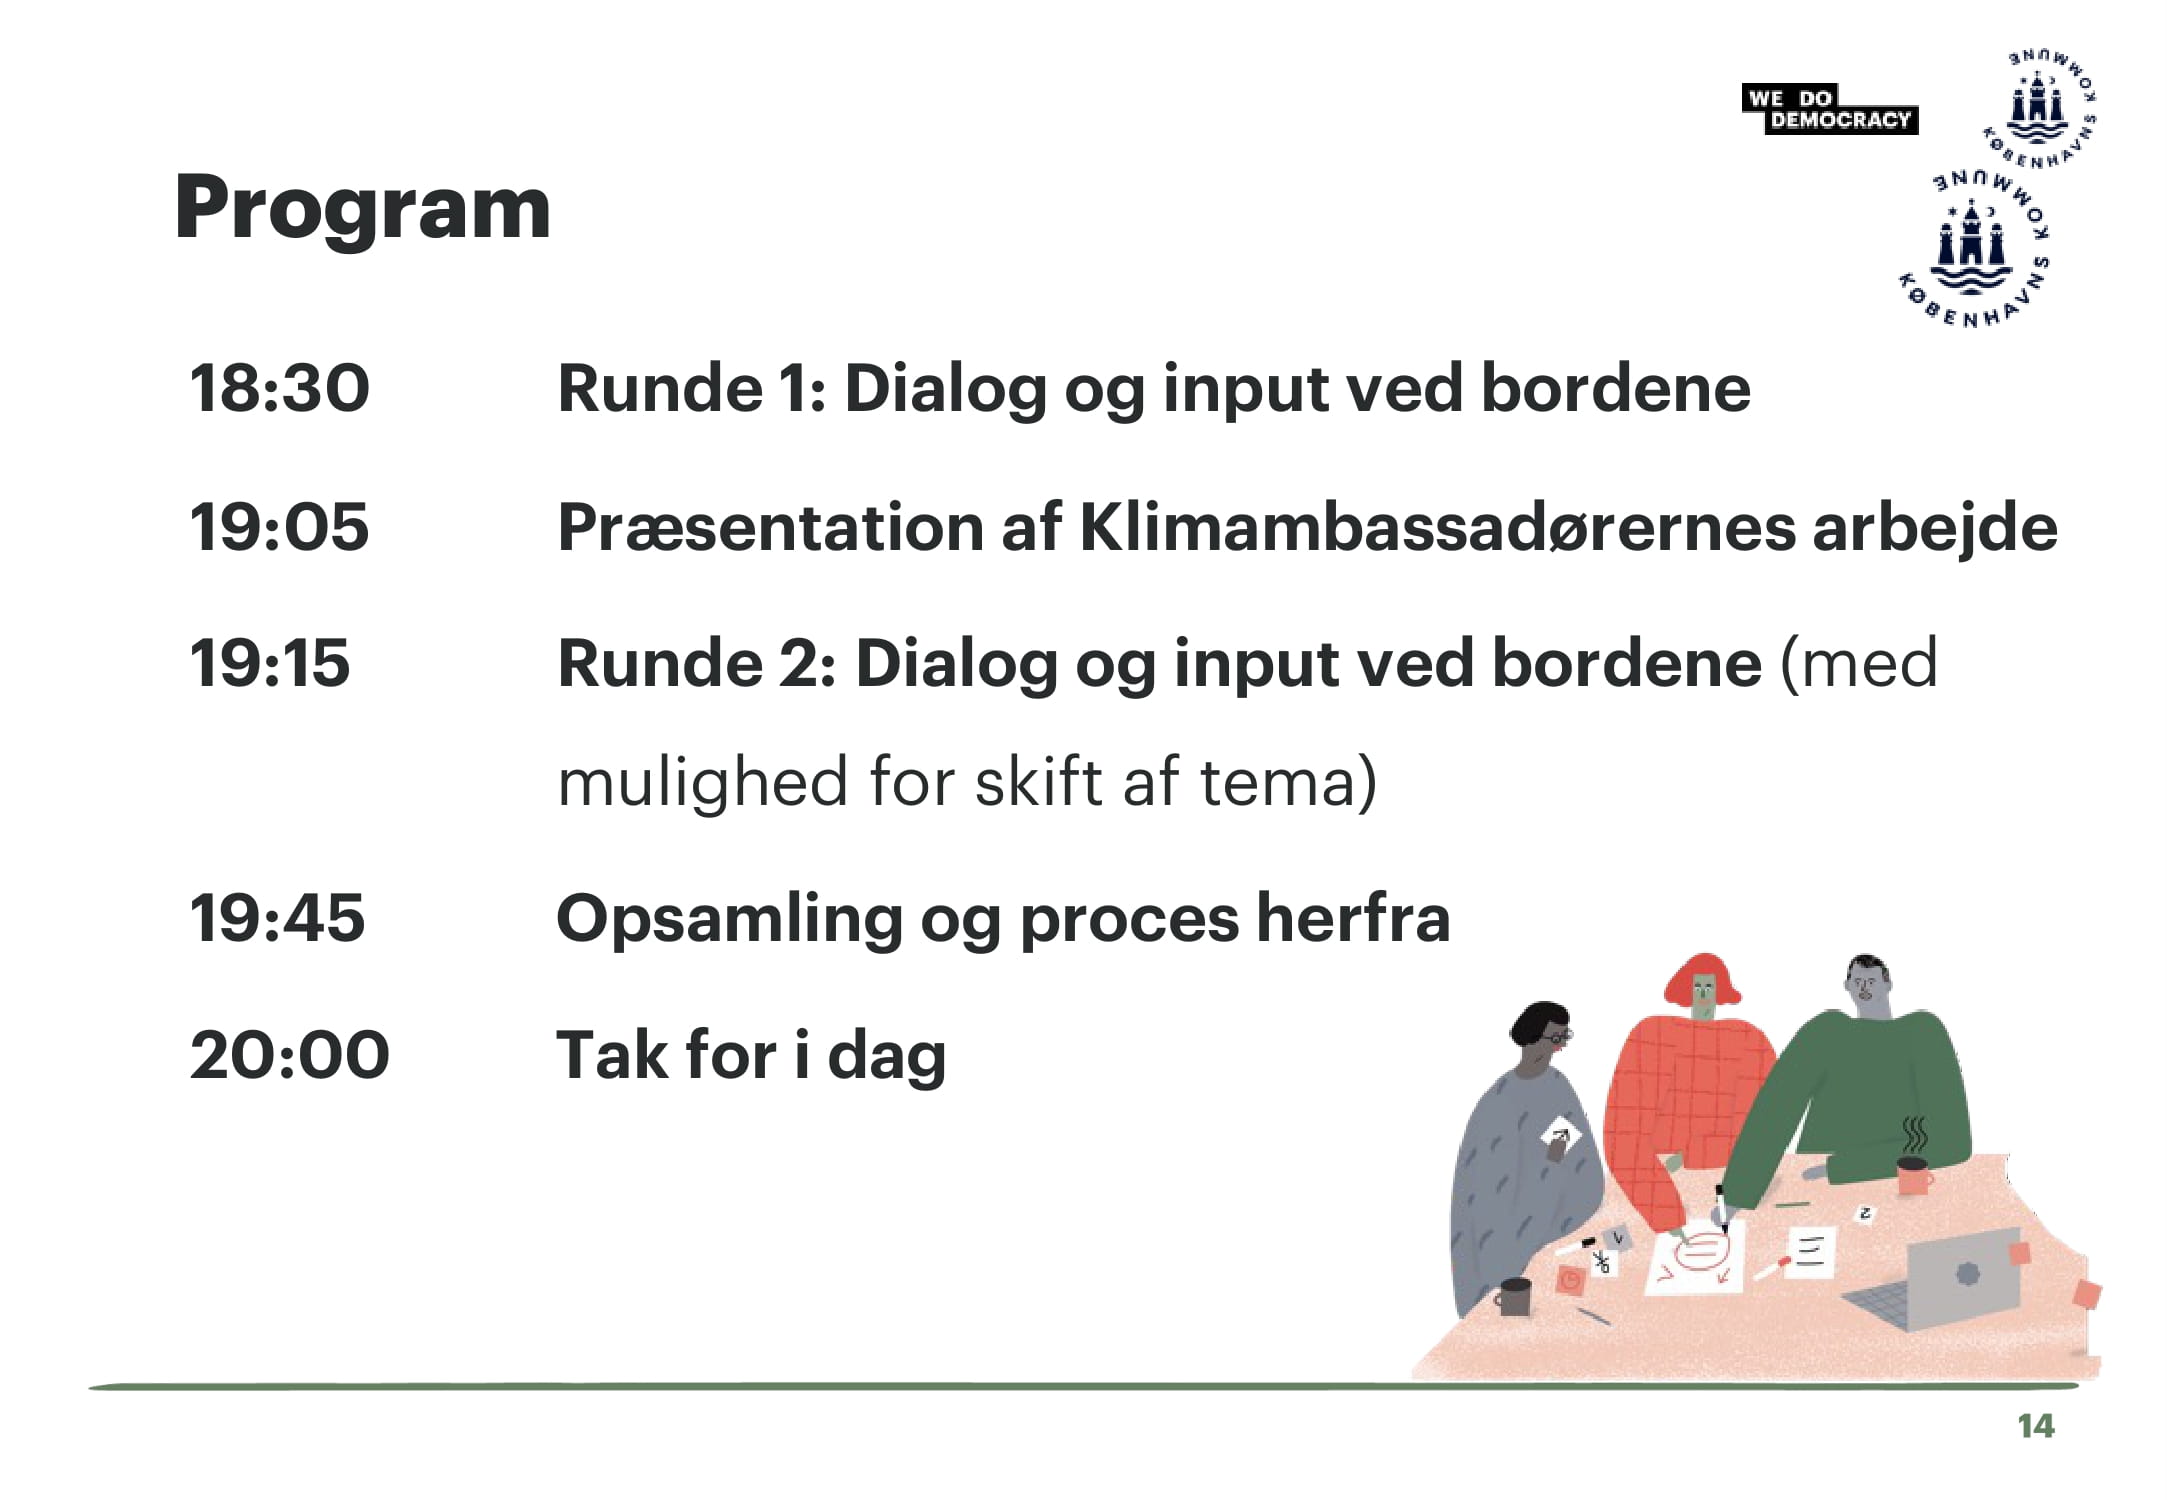 WE DO
DEMOCRACY
KØBENHAVNS KOMMUNE
KØBENHAVNS KOMMUNE
Program
18:30 Runde 1: Dialog og input ved bordene
19:05 Præsentation af Klimambassadørernes arbejde
19:15 Runde 2: Dialog og input ved bordene (med
mulighed for skift af tema)
19:45 Opsamling og proces herfra
20:00 Tak for i dag
2
14